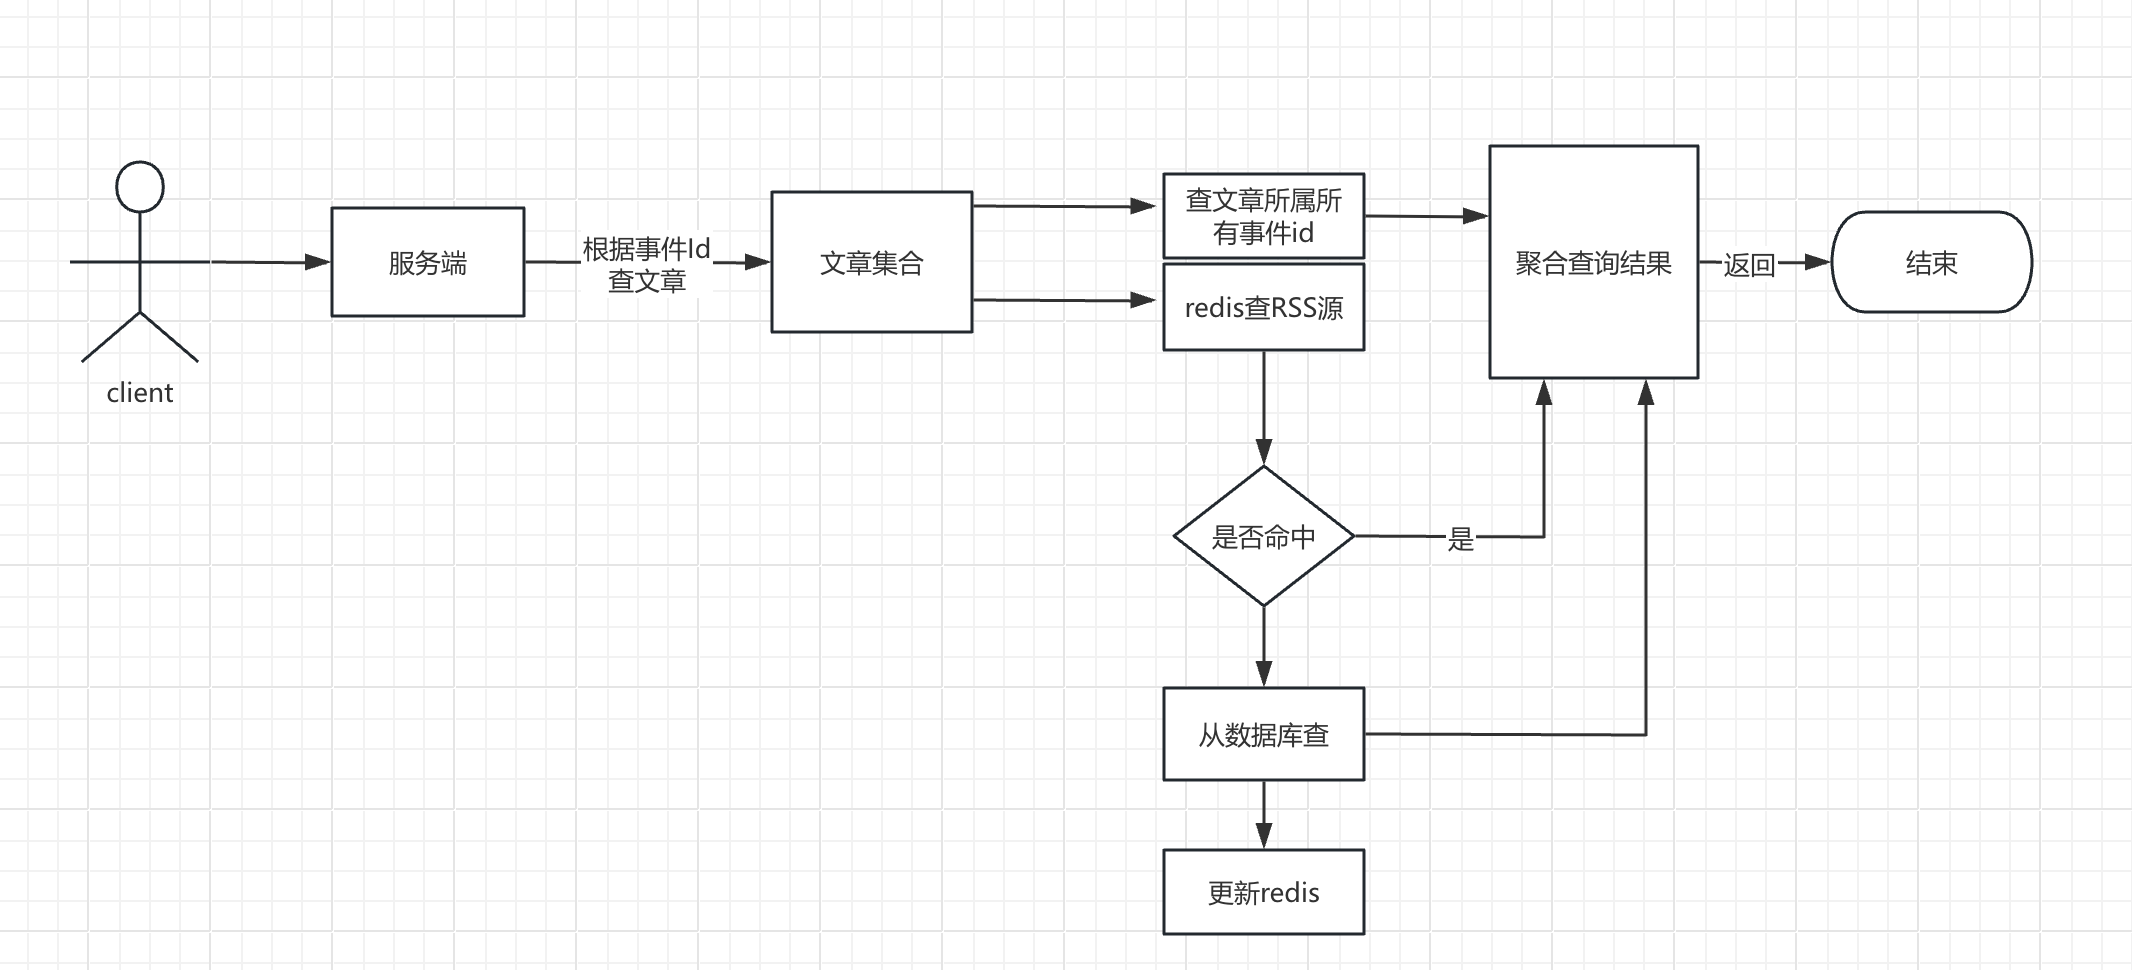 client
服务端
根据事件Id
查文章
文章集合
查文章所属所
有事件id
redis查RSS源
聚合查询结果
返回
结束
是否命中
是
从数据库查
更新redis